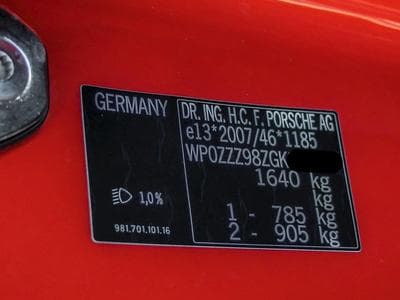 GERMANY
DR. ING. H.C. F. PORSCHE AG
e13*2007/46*1185
WP0ZZZ98ZGK
1640 kg
kg
1 - 785 kg
2 - 905 kg
1,0%
981.701.101.16